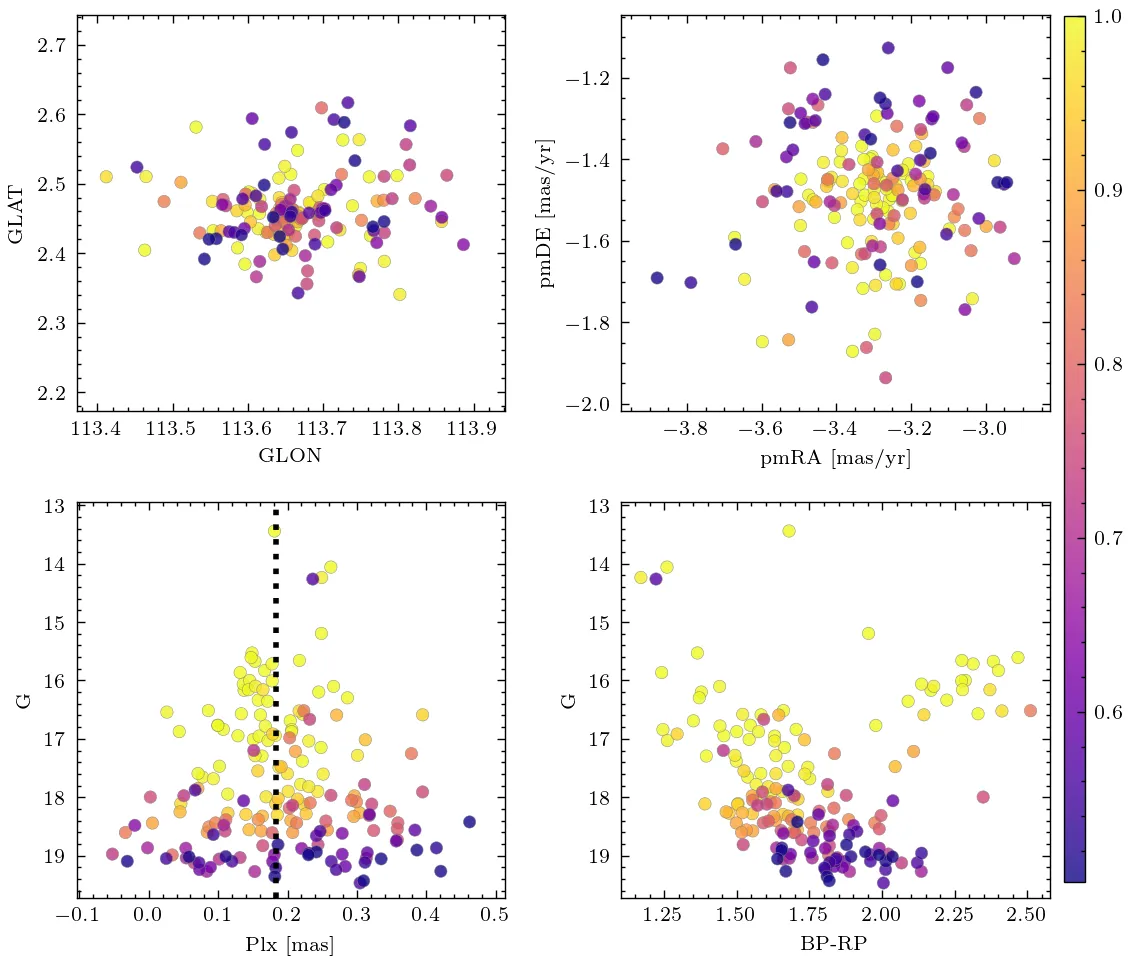 2.7
2.6
2.5
2.4
2.3
2.2
GLAT
113.4 113.5 113.6 113.7 113.8 113.9
GLON
−1.2
−1.4
−1.6
−1.8
−2.0
pmDE [mas/yr]
−3.8 −3.6 −3.4 −3.2 −3.0
pmRA [mas/yr]
1.0
0.9
0.8
0.7
0.6
13
14
15
16
17
18
19
G
−0.1 0.0 0.1 0.2 0.3 0.4 0.5
Plx [mas]
13
14
15
16
17
18
19
G
1.25 1.50 1.75 2.00 2.25 2.50
BP-RP